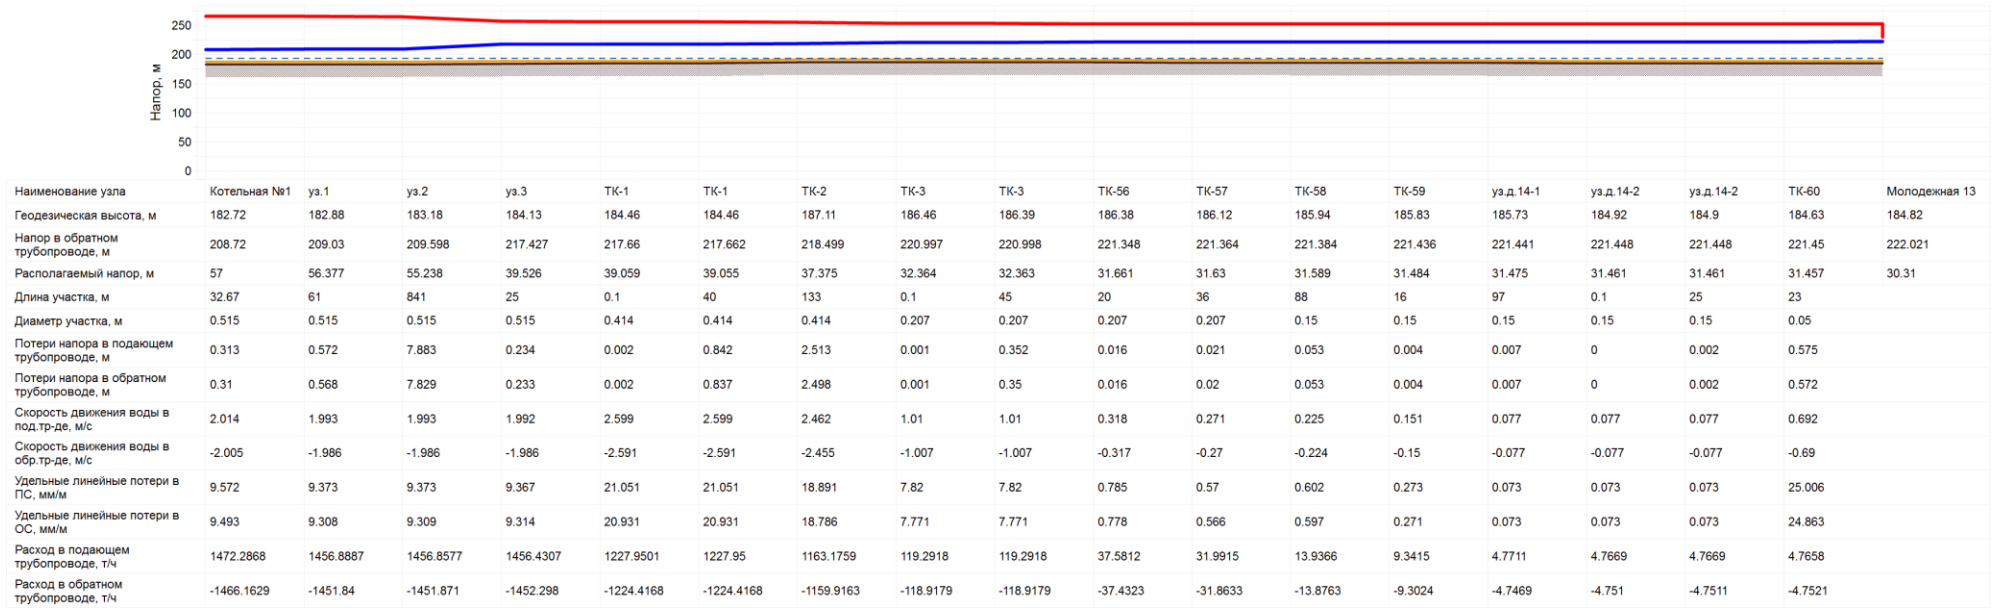 250
200
150
100
50
0
Напор, м
Наименование узла Котельная №1 уз.1 уз.2 уз.3 ТК-1 ТК-1 ТК-2 ТК-3 ТК-3 ТК-56 ТК-57 ТК-58 ТК-59 уз.д.14-1 уз.д.14-2 уз.д.14-2 ТК-60 Молодежная 13
Геодезическая высота, м 182.72 182.88 183.18 184.13 184.46 184.46 187.11 186.46 186.39 186.38 186.12 185.94 185.83 185.73 184.92 184.9 184.63 184.82
Напор в обратном
трубопроводе, м 208.72 209.03 209.598 217.427 217.66 217.662 218.499 220.997 220.998 221.348 221.364 221.384 221.436 221.441 221.448 221.448 221.45 222.021
Располагаемый напор, м 57 56.377 55.238 39.526 39.059 39.055 37.375 32.364 32.363 31.661 31.63 31.589 31.484 31.475 31.461 31.461 31.457 30.31
Длина участка, м 32.67 61 841 25 0.1 40 133 0.1 45 20 36 88 16 97 0.1 25 23
Диаметр участка, м 0.515 0.515 0.515 0.515 0.414 0.414 0.414 0.207 0.207 0.207 0.207 0.15 0.15 0.15 0.15 0.15 0.05
Потери напора в подающем
трубопроводе, м 0.313 0.572 7.883 0.234 0.002 0.842 2.513 0.001 0.352 0.016 0.021 0.053 0.004 0.007 0 0.002 0.575
Потери напора в обратном
трубопроводе, м 0.31 0.568 7.829 0.233 0.002 0.837 2.498 0.001 0.35 0.016 0.02 0.053 0.004 0.007 0 0.002 0.572
Скорость движения воды в
под.тр-де, м/с 2.014 1.993 1.993 1.992 2.599 2.599 2.462 1.01 1.01 0.318 0.271 0.225 0.151 0.077 0.077 0.077 0.692
Скорость движения воды в
обр.тр-де, м/с -2.005 -1.986 -1.986 -1.986 -2.591 -2.591 -2.455 -1.007 -1.007 -0.317 -0.27 -0.224 -0.15 -0.077 -0.077 -0.077 -0.69
Удельные линейные потери в
ПС, мм/м 9.572 9.373 9.373 9.367 21.051 21.051 18.891 7.82 7.82 0.785 0.57 0.602 0.273 0.073 0.073 0.073 25.006
Удельные линейные потери в
ОС, мм/м 9.493 9.308 9.309 9.314 20.931 20.931 18.786 7.771 7.771 0.778 0.566 0.597 0.271 0.073 0.073 0.073 24.863
Расход в подающем
трубопроводе, т/ч 1472.2868 1456.8887 1456.8577 1456.4307 1227.9501 1227.95 1163.1759 119.2918 119.2918 37.5812 31.9915 13.9366 9.3415 4.7711 4.7669 4.7669 4.7658
Расход в обратном
трубопроводе, т/ч -1466.1629 -1451.84 -1451.871 -1452.298 -1224.4168 -1224.4168 -1159.9163 -118.9179 -118.9179 -37.4323 -31.8633 -13.8763 -9.3024 -4.7469 -4.751 -4.7511 -4.7521